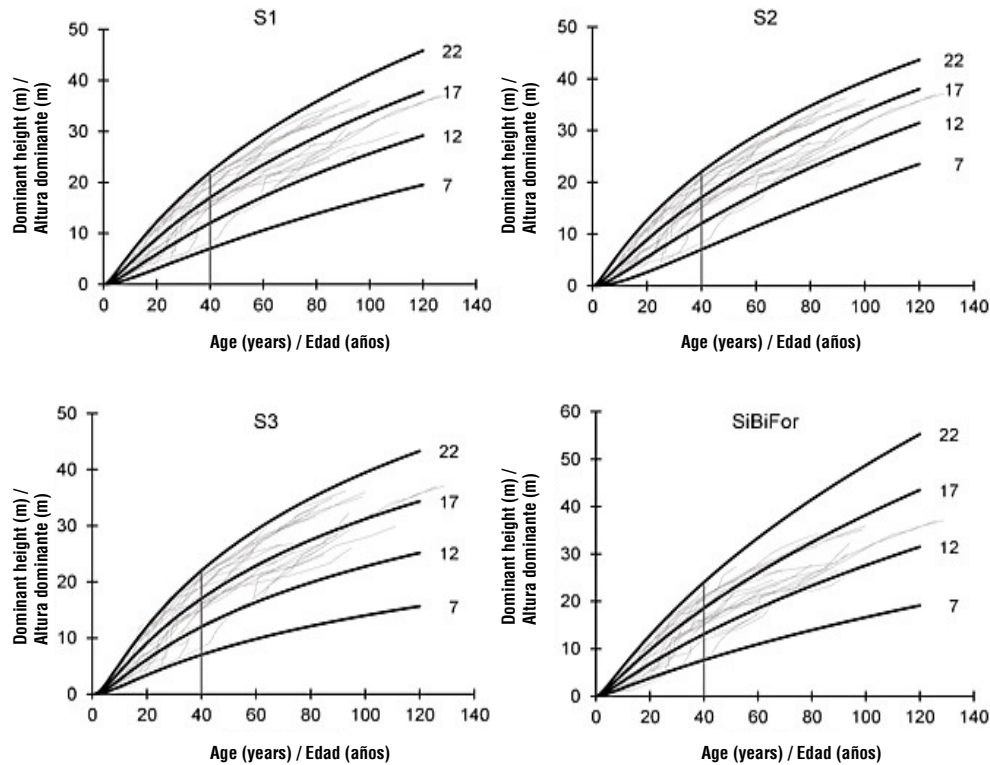 S1
Dominant height (m) /
Altura dominante (m)
50
40
30
20
10
0
22
17
12
7
0 20 40 60 80 100 120 140
Age (years) / Edad (años)
S2
Dominant height (m) /
Altura dominante (m)
50
40
30
20
10
0
22
17
12
7
0 20 40 60 80 100 120 140
Age (years) / Edad (años)
S3
Dominant height (m) /
Altura dominante (m)
50
40
30
20
10
0
22
17
12
7
0 20 40 60 80 100 120 140
Age (years) / Edad (años)
SiBiFor
Dominant height (m) /
Altura dominante (m)
60
50
40
30
20
10
0
22
17
12
7
0 20 40 60 80 100 120 140
Age (years) / Edad (años)